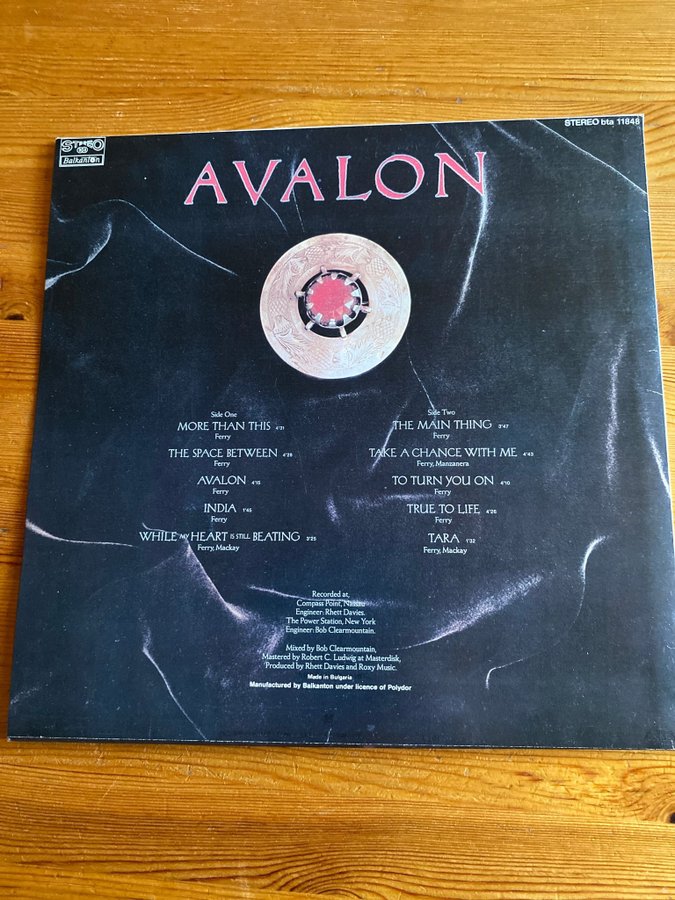 STEREO
Balkanton
STEREO bta 11848
AVALON
Side One
MORE THAN THIS 4'31
Ferry
THE SPACE BETWEEN 4'28
Ferry
AVALON 4'15
Ferry
INDIA 1'45
Ferry
WHILE MY HEART IS STILL BEATING 3'25
Ferry, Mackay
Side Two
THE MAIN THING 3'47
Ferry
TAKE A CHANCE WITH ME 4'43
Ferry, Manzanera
TO TURN YOU ON 4'10
Ferry
TRUE TO LIFE 4'26
Ferry
TARA 1'32
Ferry, Mackay
Recorded at,
Compass Point, Nassau
Engineer: Rhett Davies.
The Power Station, New York
Engineer: Bob Clearmountain.
Mixed by Bob Clearmountain,
Mastered by Robert C. Ludwig at Masterdisk,
Produced by Rhett Davies and Roxy Music.
Made in Bulgaria
Manufactured by Balkanton under licence of Polydor